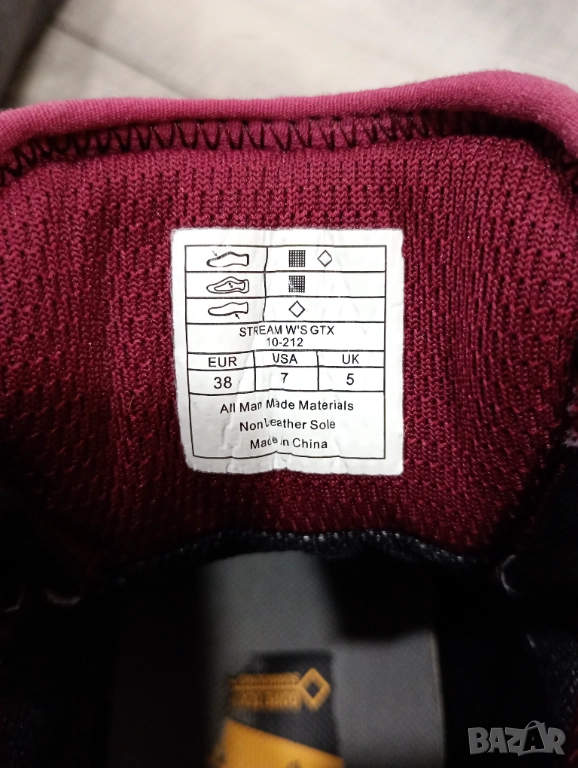 STREAM W'S GTX
10-212
EUR USA UK
38 7 5
All Man Made Materials
Non Leather Sole
Made in China
BAZAR